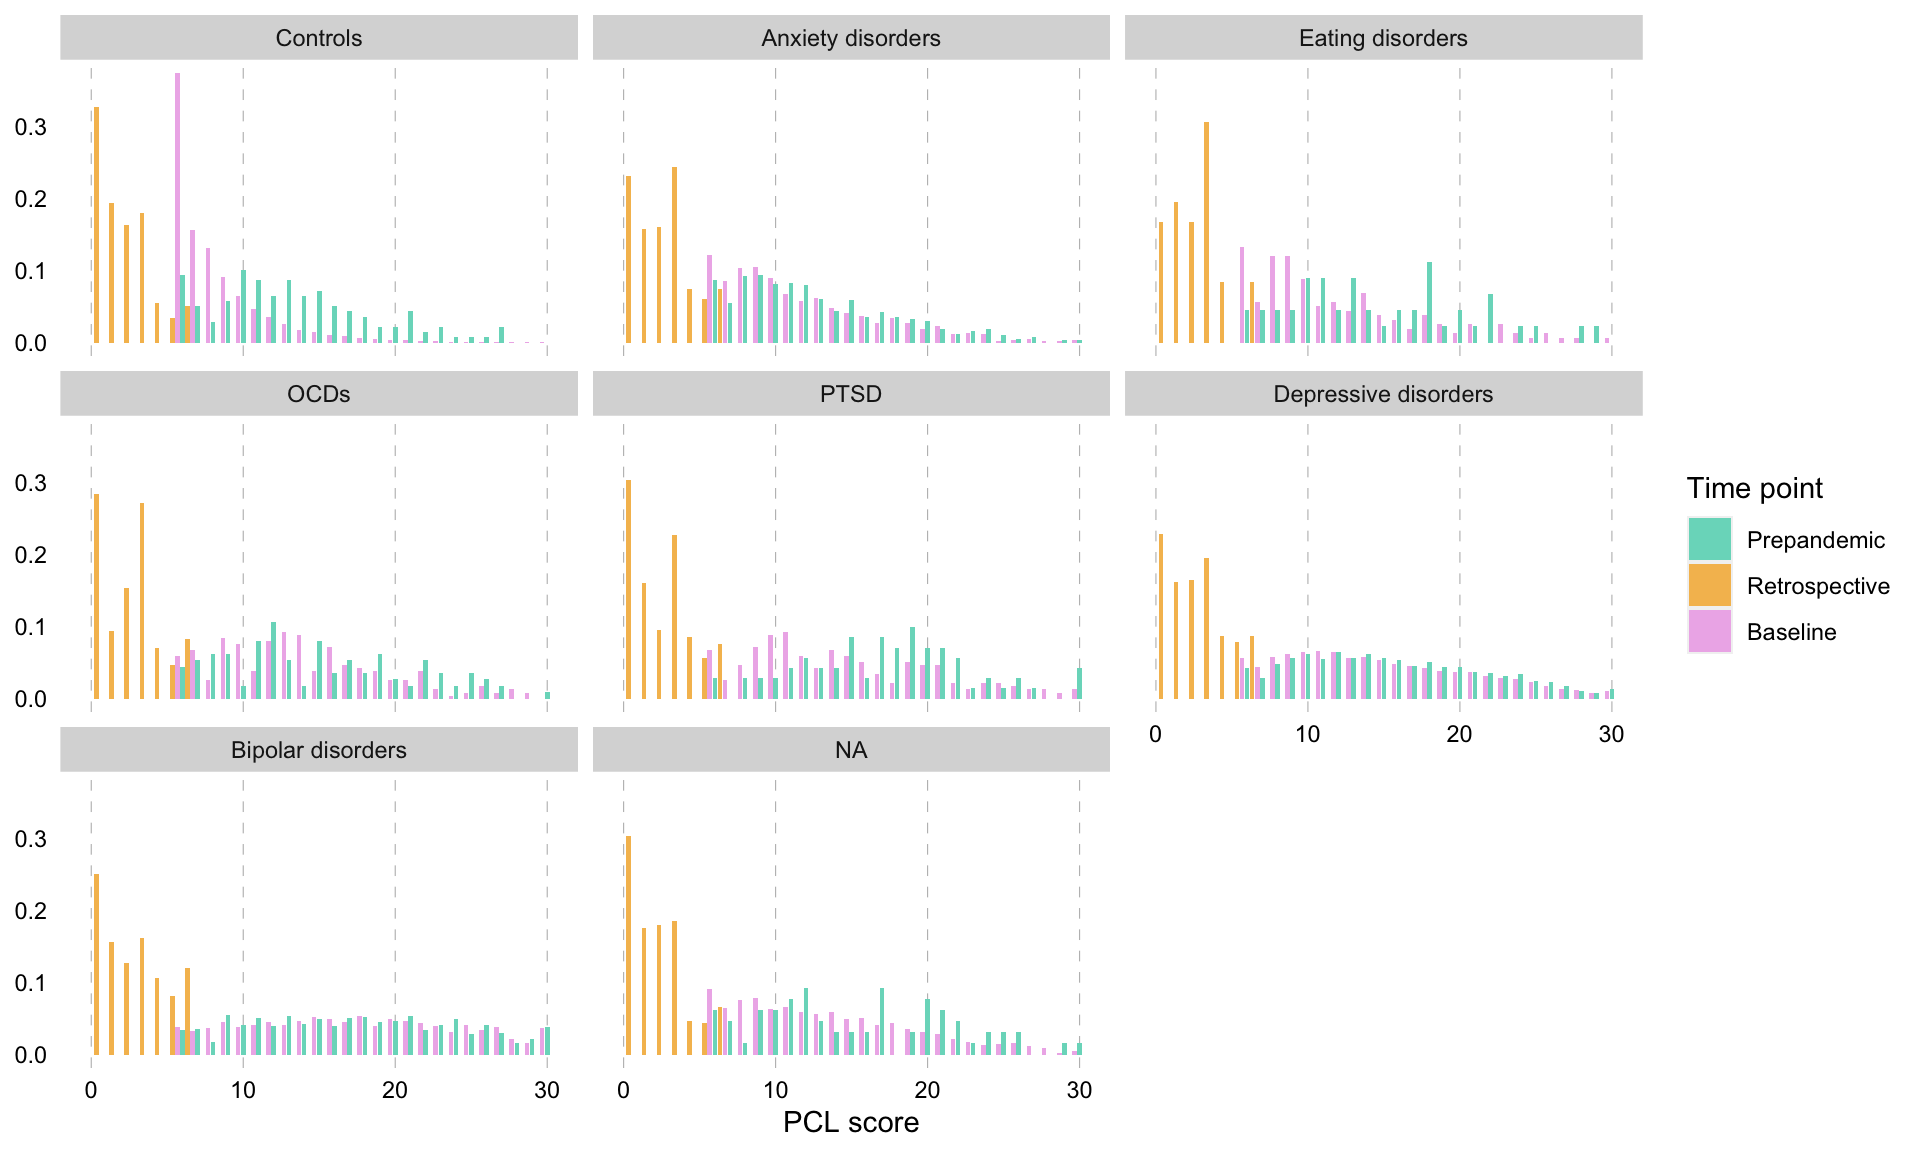 Controls
Anxiety disorders
Eating disorders
0.3
0.2
0.1
0.0
OCDs
PTSD
Depressive disorders
0.3
0.2
0.1
0.0
0 10 20 30
Bipolar disorders
NA
0.3
0.2
0.1
0.0
0 10 20 30
0 10 20 30
PCL score
Time point
Prepandemic
Retrospective
Baseline